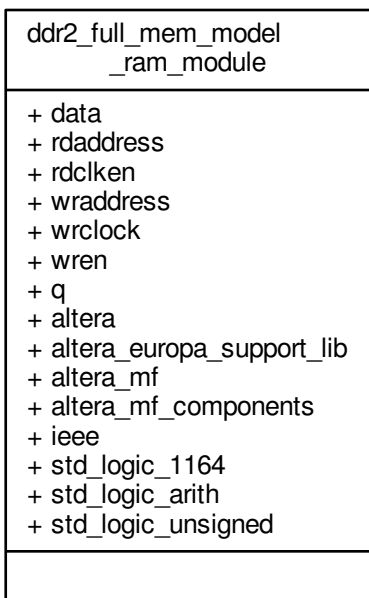 ddr2_full_mem_model
_ram_module
+ data
+ rdaddress
+ rdclken
+ wraddress
+ wrclock
+ wren
+ q
+ altera
+ altera_europa_support_lib
+ altera_mf
+ altera_mf_components
+ ieee
+ std_logic_1164
+ std_logic_arith
+ std_logic_unsigned